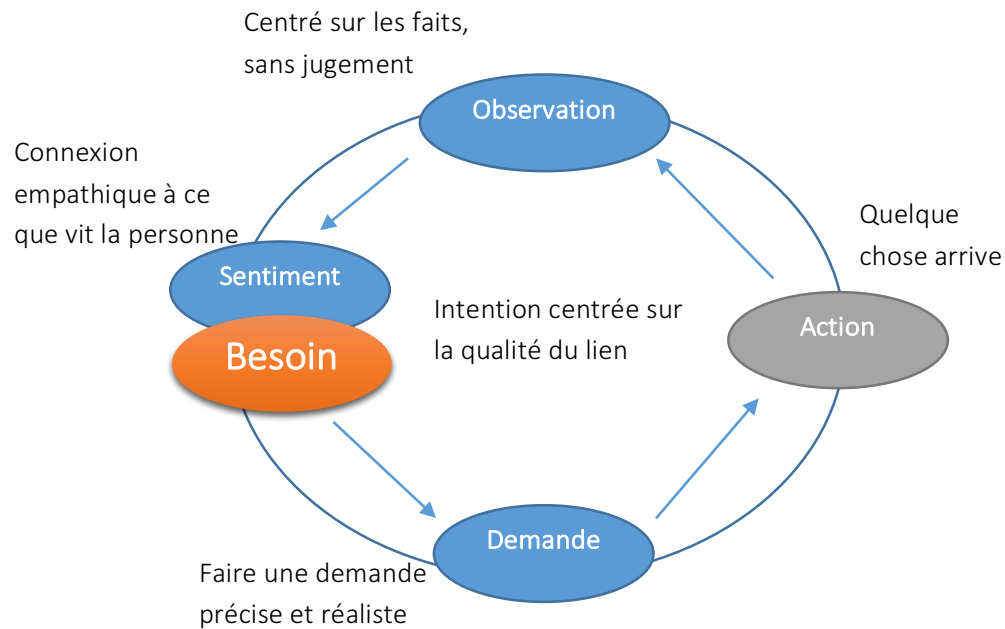 Centré sur les faits,
sans jugement
Observation
Connexion
empathique à ce
que vit la personne
Sentiment
Besoin
Intention centrée sur
la qualité du lien
Quelque
chose arrive
Action
Demande
Faire une demande
précise et réaliste